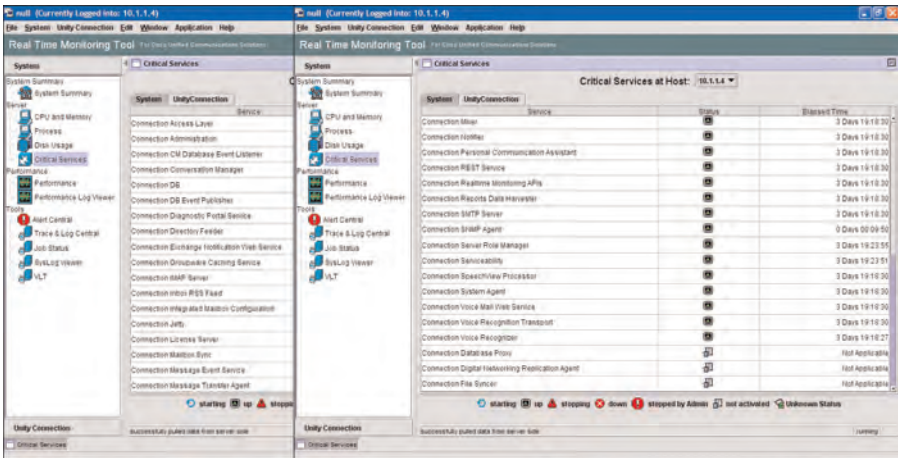 null (Currently Logged into: 10.1.1.4)
File System Unity Connection Edit Window Application Help
Real Time Monitoring Tool For Cisco Unified Communications Solutions
System
System Summary
System Summary
Server
CPU and Memory
Process
Disk Usage
Critical Services
Performance
Performance
Performance Log Viewer
Tools
Alert Central
Trace & Log Central
Job Status
SysLog Viewer
VLT
Unity Connection
Critical Services
Critical Services
System UnityConnection
Service
Connection Access Layer
Connection Administration
Connection CM Database Event Listener
Connection Conversation Manager
Connection DB
Connection DB Event Publisher
Connection Diagnostic Portal Service
Connection Directory Feeder
Connection Exchange Notification Web Service
Connection Groupware Caching Service
Connection IMAP Server
Connection Inbox RSS Feed
Connection Integrated Mailbox Configuration
Connection Jetty
Connection License Server
Connection Mailbox Sync
Connection Message Event Service
Connection Message Transfer Agent
starting up stoppi
Successfully pulled data from server side
null (Currently Logged into: 10.1.1.4)
File System Unity Connection Edit Window Application Help
Real Time Monitoring Tool For Cisco Unified Communications Solutions
System
System Summary
System Summary
Server
CPU and Memory
Process
Disk Usage
Critical Services
Performance
Performance
Performance Log Viewer
Tools
Alert Central
Trace & Log Central
Job Status
SysLog Viewer
VLT
Unity Connection
Critical Services
Critical Services
Critical Services at Host: 10.1.1.4
System UnityConnection
Service Status Elapsed Time
Connection Mixer 3 Days 19:18:30
Connection Notifier 3 Days 19:18:30
Connection Personal Communication Assistant 3 Days 19:18:30
Connection REST Service 3 Days 19:18:30
Connection Realtime Monitoring APIs 3 Days 19:18:30
Connection Reports Data Harvester 3 Days 19:18:30
Connection SMTP Server 3 Days 19:18:30
Connection SNMP Agent 0 Days 00:09:50
Connection Server Role Manager 3 Days 19:23:55
Connection Serviceability 3 Days 19:23:51
Connection SpeechView Processor 3 Days 19:18:30
Connection System Agent 3 Days 19:18:30
Connection Voice Mail Web Service 3 Days 19:18:30
Connection Voice Recognition Transport 3 Days 19:18:30
Connection Voice Recognizer 3 Days 19:18:27
Connection Database Proxy Not Applicable
Connection Digital Networking Replication Agent Not Applicable
Connection File Syncer Not Applicable
starting up stopping down stopped by Admin not activated Unknown Status
Successfully pulled data from server side running